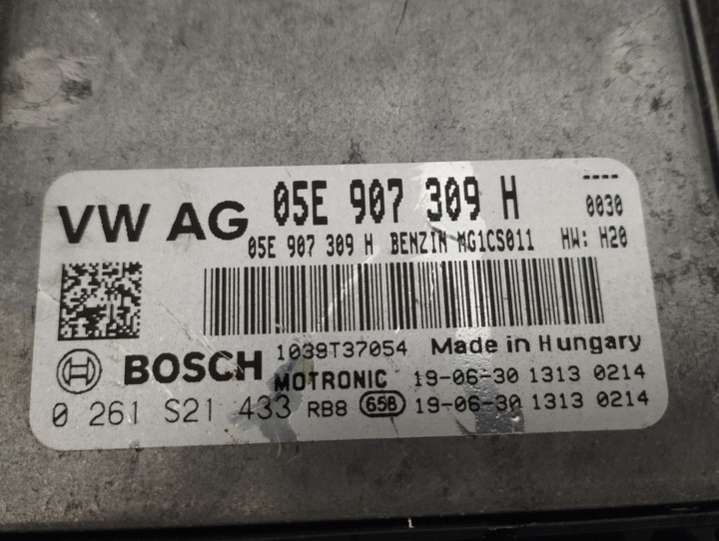 VW AG 05E 907 309 H ----
0030
05E 907 309 H BENZIN MG1CS011 HW: H20
1039T37054 Made in Hungary
BOSCH MOTRONIC 19-06-30 1313 0214
0 261 S21 433 RB8 65B 19-06-30 1313 0214